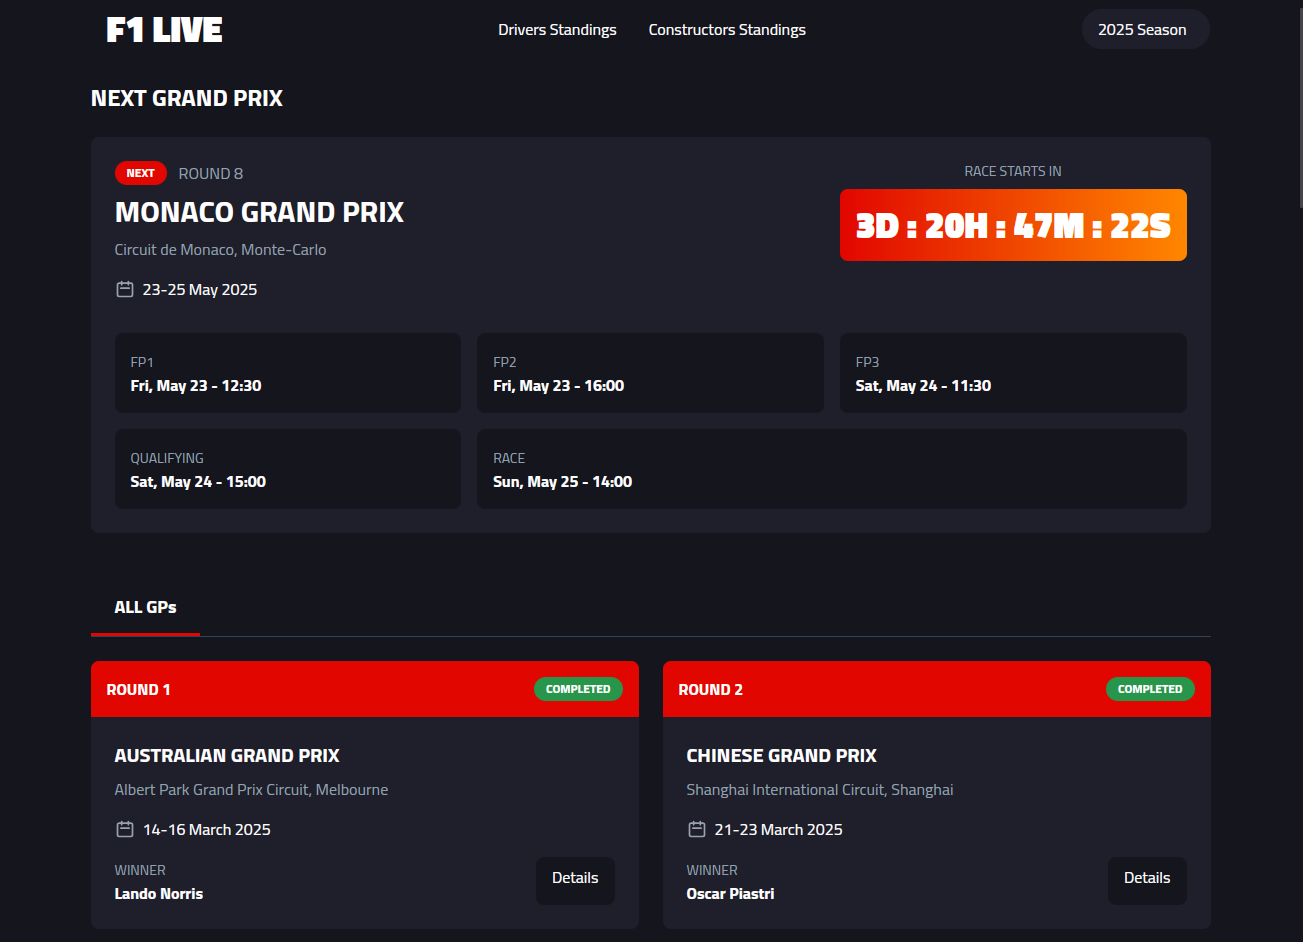 F1 LIVE
Drivers Standings
Constructors Standings
2025 Season
NEXT GRAND PRIX
NEXT
ROUND 8
MONACO GRAND PRIX
Circuit de Monaco, Monte-Carlo
23-25 May 2025
RACE STARTS IN
3D : 20H : 47M : 22S
FP1
Fri, May 23 - 12:30
FP2
Fri, May 23 - 16:00
FP3
Sat, May 24 - 11:30
QUALIFYING
Sat, May 24 - 15:00
RACE
Sun, May 25 - 14:00
ALL GPs
ROUND 1
COMPLETED
AUSTRALIAN GRAND PRIX
Albert Park Grand Prix Circuit, Melbourne
14-16 March 2025
WINNER
Lando Norris
Details
ROUND 2
COMPLETED
CHINESE GRAND PRIX
Shanghai International Circuit, Shanghai
21-23 March 2025
WINNER
Oscar Piastri
Details